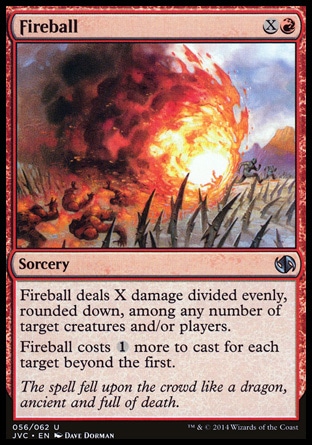 Fireball X
Sorcery
Fireball deals X damage divided evenly,
rounded down, among any number of
target creatures and/or players.
Fireball costs 1 more to cast for each
target beyond the first.
The spell fell upon the crowd like a dragon,
ancient and full of death.
056/062 U
JVC • EN Dave Dorman ™ & © 2014 Wizards of the Coast